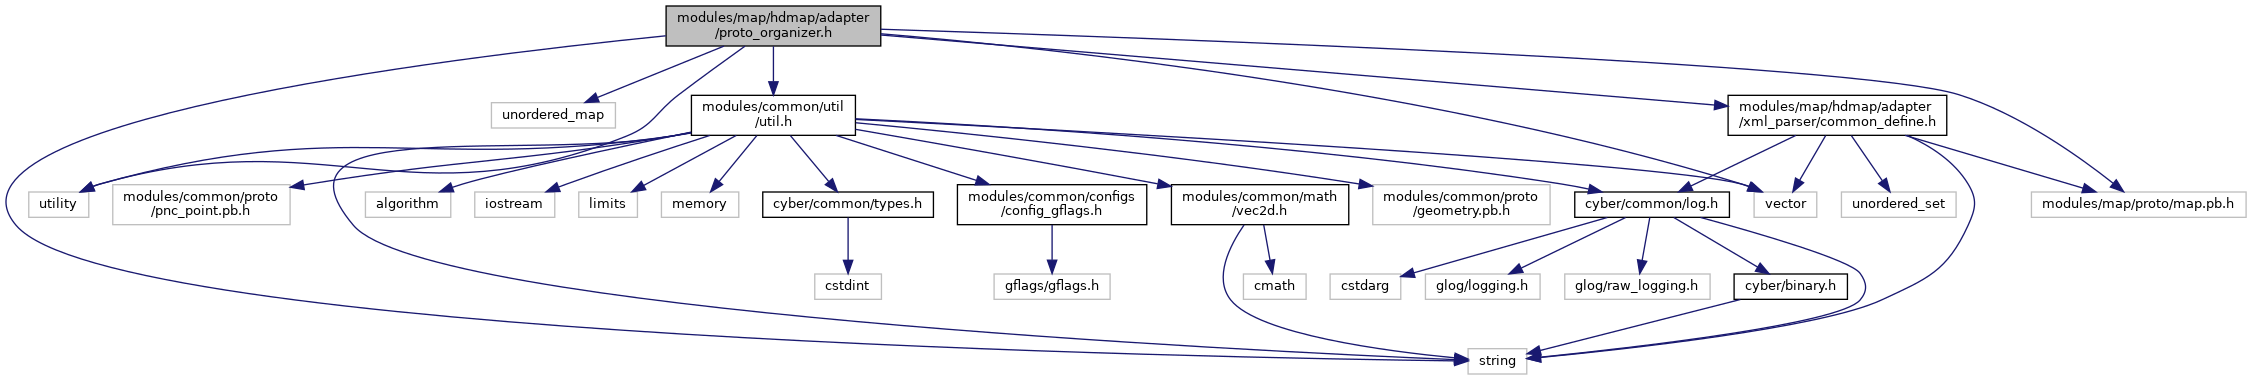 modules/map/hdmap/adapter
/proto_organizer.h
unordered_map
modules/common/util
/util.h
modules/map/hdmap/adapter
/xml_parser/common_define.h
utility
modules/common/proto
/pnc_point.pb.h
algorithm
iostream
limits
memory
cyber/common/types.h
modules/common/configs
/config_gflags.h
modules/common/math
/vec2d.h
modules/common/proto
/geometry.pb.h
cyber/common/log.h
vector
unordered_set
modules/map/proto/map.pb.h
cstdint
gflags/gflags.h
cmath
cstdarg
glog/logging.h
glog/raw_logging.h
cyber/binary.h
string